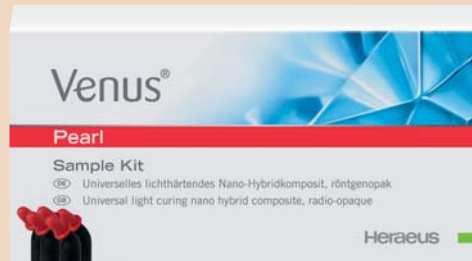 Venus®
Pearl
Sample Kit
DE Universelles lichthärtendes Nano-Hybridkomposit, röntgenopak
GB Universal light curing nano hybrid composite, radio-opaque
Heraeus